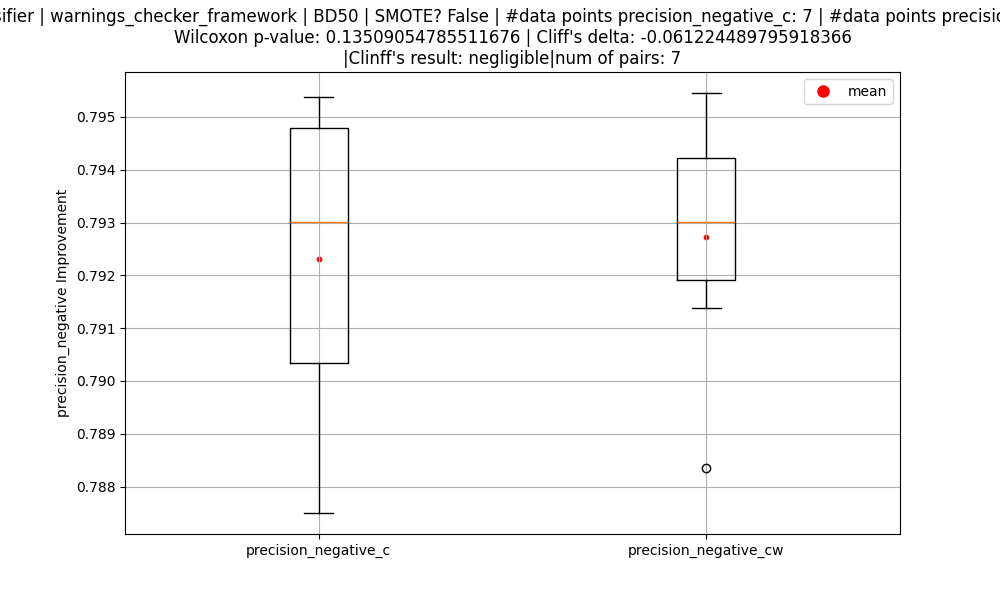 | warnings_checker_framework | BD50 | SMOTE? False | #data points precision_negative_c: 7 | #data points
Wilcoxon p-value: 0.13509054785511676 | Cliff's delta: -0.061224489795918366
|Clinff's result: negligible|num of pairs: 7
mean
0.795
0.794
0.793
0.792
0.791
0.790
0.789
0.788
precision_negative Improvement
precision_negative_c
precision_negative_cw